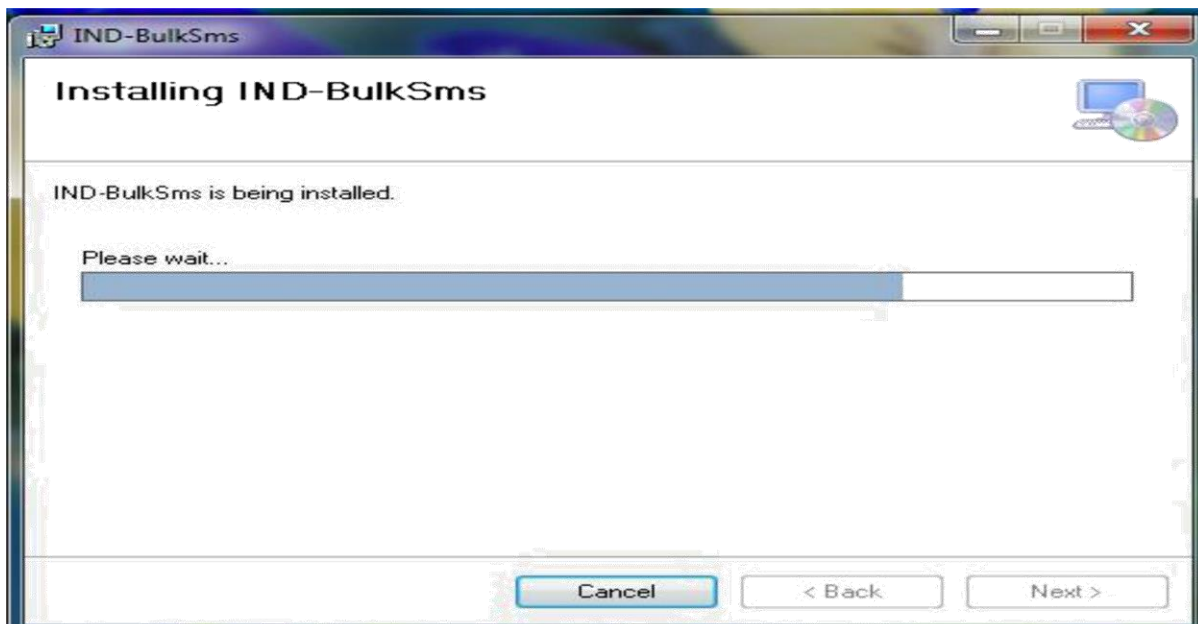 IND-BulkSms
Installing IND-BulkSms
IND-BulkSms is being installed.
Please wait...
Cancel
< Back
Next >